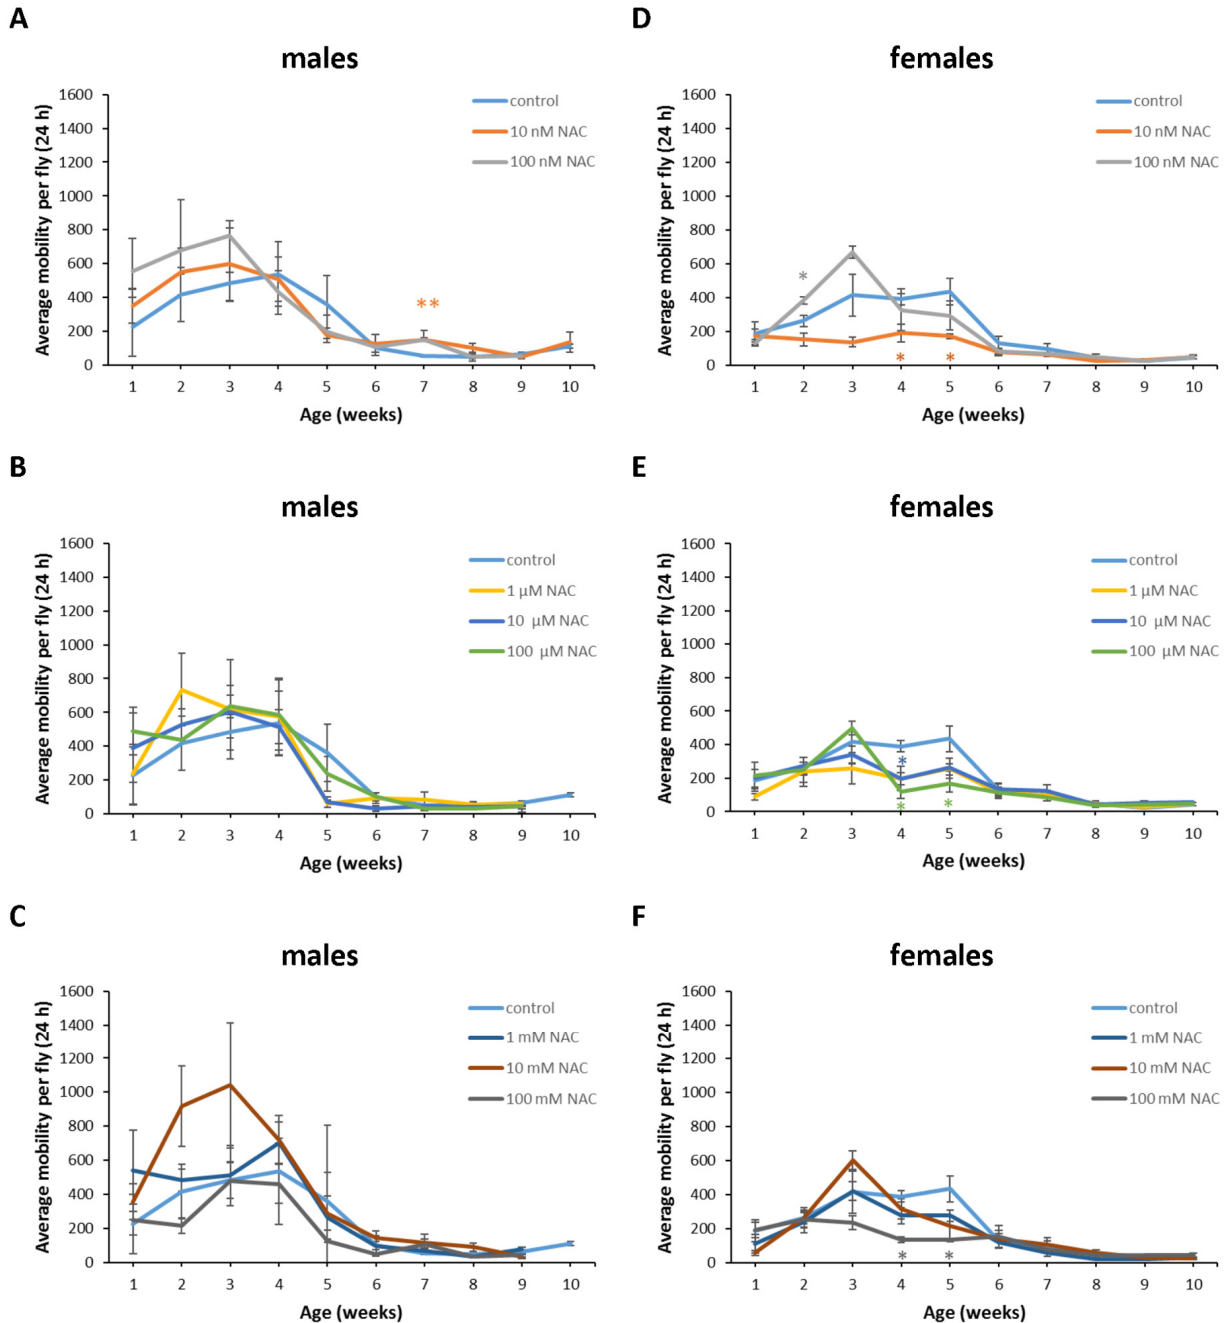 A
males
Average mobility per fly (24 h)
1600
1400
1200
1000
800
600
400
200
0
control
10 nM NAC
100 nM NAC
**
1 2 3 4 5 6 7 8 9 10
Age (weeks)
D
females
Average mobility per fly (24 h)
1600
1400
1200
1000
800
600
400
200
0
control
10 nM NAC
100 nM NAC
*
* *
1 2 3 4 5 6 7 8 9 10
Age (weeks)
B
males
Average mobility per fly (24 h)
1600
1400
1200
1000
800
600
400
200
0
control
1 µM NAC
10 µM NAC
100 µM NAC
1 2 3 4 5 6 7 8 9 10
Age (weeks)
E
females
Average mobility per fly (24 h)
1600
1400
1200
1000
800
600
400
200
0
control
1 µM NAC
10 µM NAC
100 µM NAC
*
* *
1 2 3 4 5 6 7 8 9 10
Age (weeks)
C
males
Average mobility per fly (24 h)
1600
1400
1200
1000
800
600
400
200
0
control
1 mM NAC
10 mM NAC
100 mM NAC
1 2 3 4 5 6 7 8 9 10
Age (weeks)
F
females
Average mobility per fly (24 h)
1600
1400
1200
1000
800
600
400
200
0
control
1 mM NAC
10 mM NAC
100 mM NAC
* *
1 2 3 4 5 6 7 8 9 10
Age (weeks)